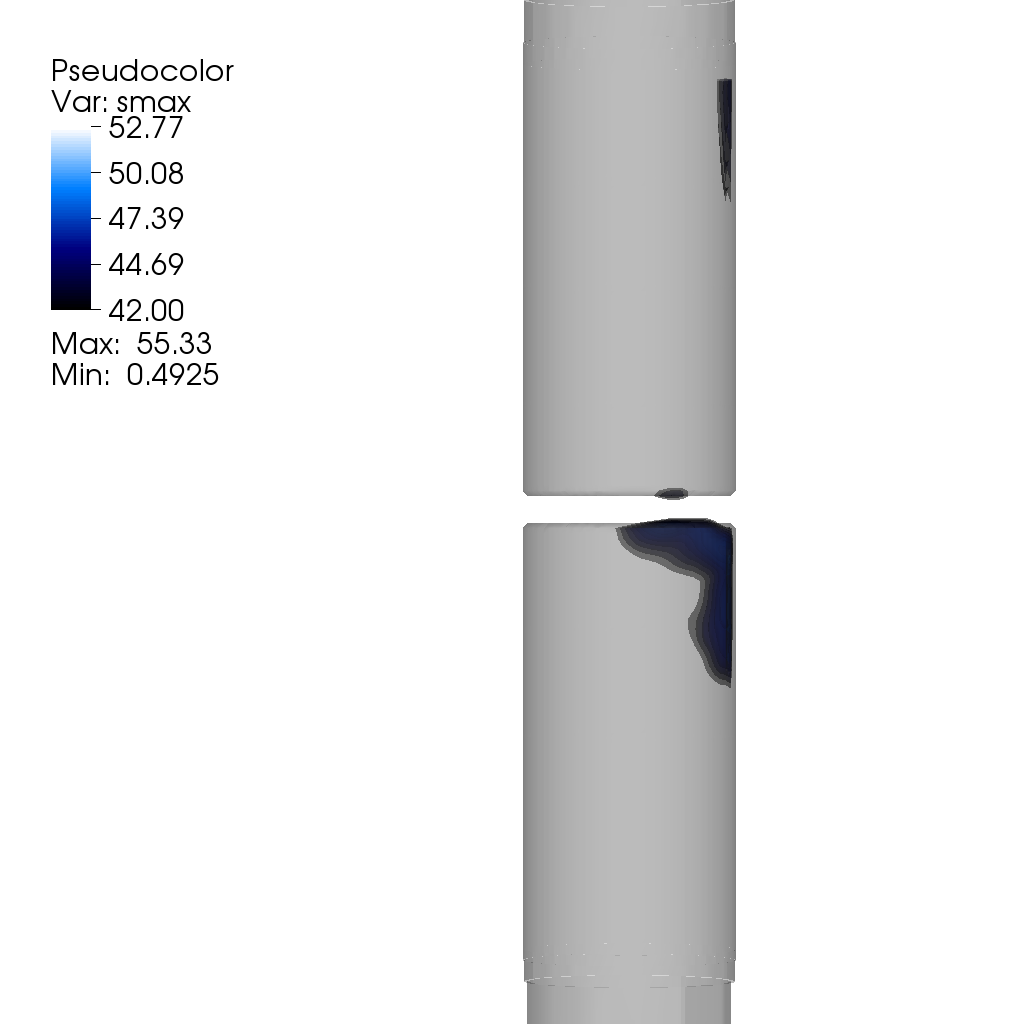 Pseudocolor
Var: smax
52.77
50.08
47.39
44.69
42.00
Max: 55.33
Min: 0.4925